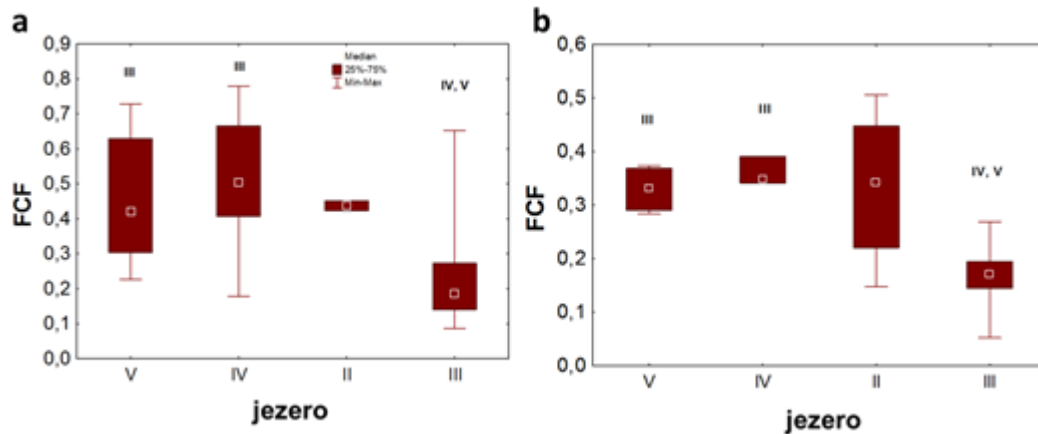 a
FCF
0,9
0,8
0,7
0,6
0,5
0,4
0,3
0,2
0,1
0,0
III
III
IV, V
Median
25%-75%
Min-Max
V IV II III
jezero
b
FCF
0,6
0,5
0,4
0,3
0,2
0,1
0,0
III
III
IV, V
V IV II III
jezero